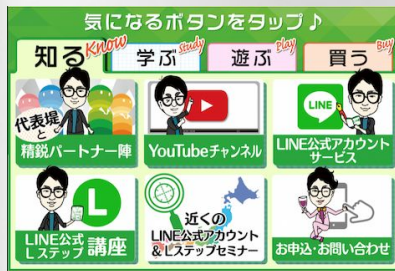 気になるボタンをタップ♪
知る Know
学ぶ Study
遊ぶ Play
買う Buy
代表堤
と
精鋭パートナー陣
YouTubeチャンネル
LINE
LINE公式アカウント
サービス
L
LINE公式
Lステップ 講座
近くの
LINE公式アカウント
&Lステップセミナー
お申込・お問い合わせ